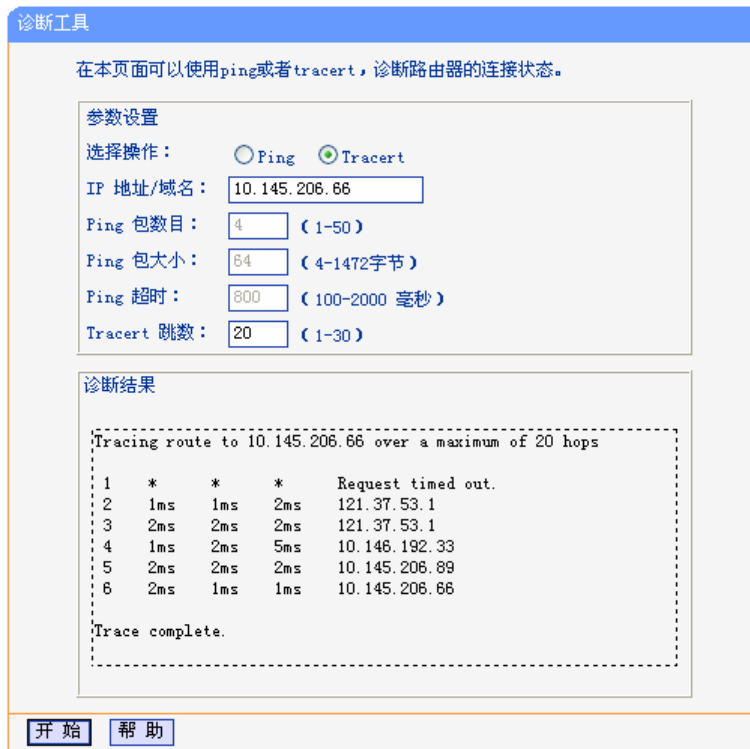 诊断工具
在本页面可以使用ping或者tracert，诊断路由器的连接状态。
参数设置
选择操作： Ping Tracert
IP 地址/域名： 10.145.206.66
Ping 包数目： 4 （1-50）
Ping 包大小： 64 （4-1472字节）
Ping 超时： 800 （100-2000 毫秒）
Tracert 跳数： 20 （1-30）
诊断结果
Tracing route to 10.145.206.66 over a maximum of 20 hops
1 * * * Request timed out.
2 1ms 1ms 2ms 121.37.53.1
3 2ms 2ms 2ms 121.37.53.1
4 1ms 2ms 5ms 10.146.192.33
5 2ms 2ms 2ms 10.145.206.89
6 2ms 1ms 1ms 10.145.206.66
Trace complete.
开 始 帮 助